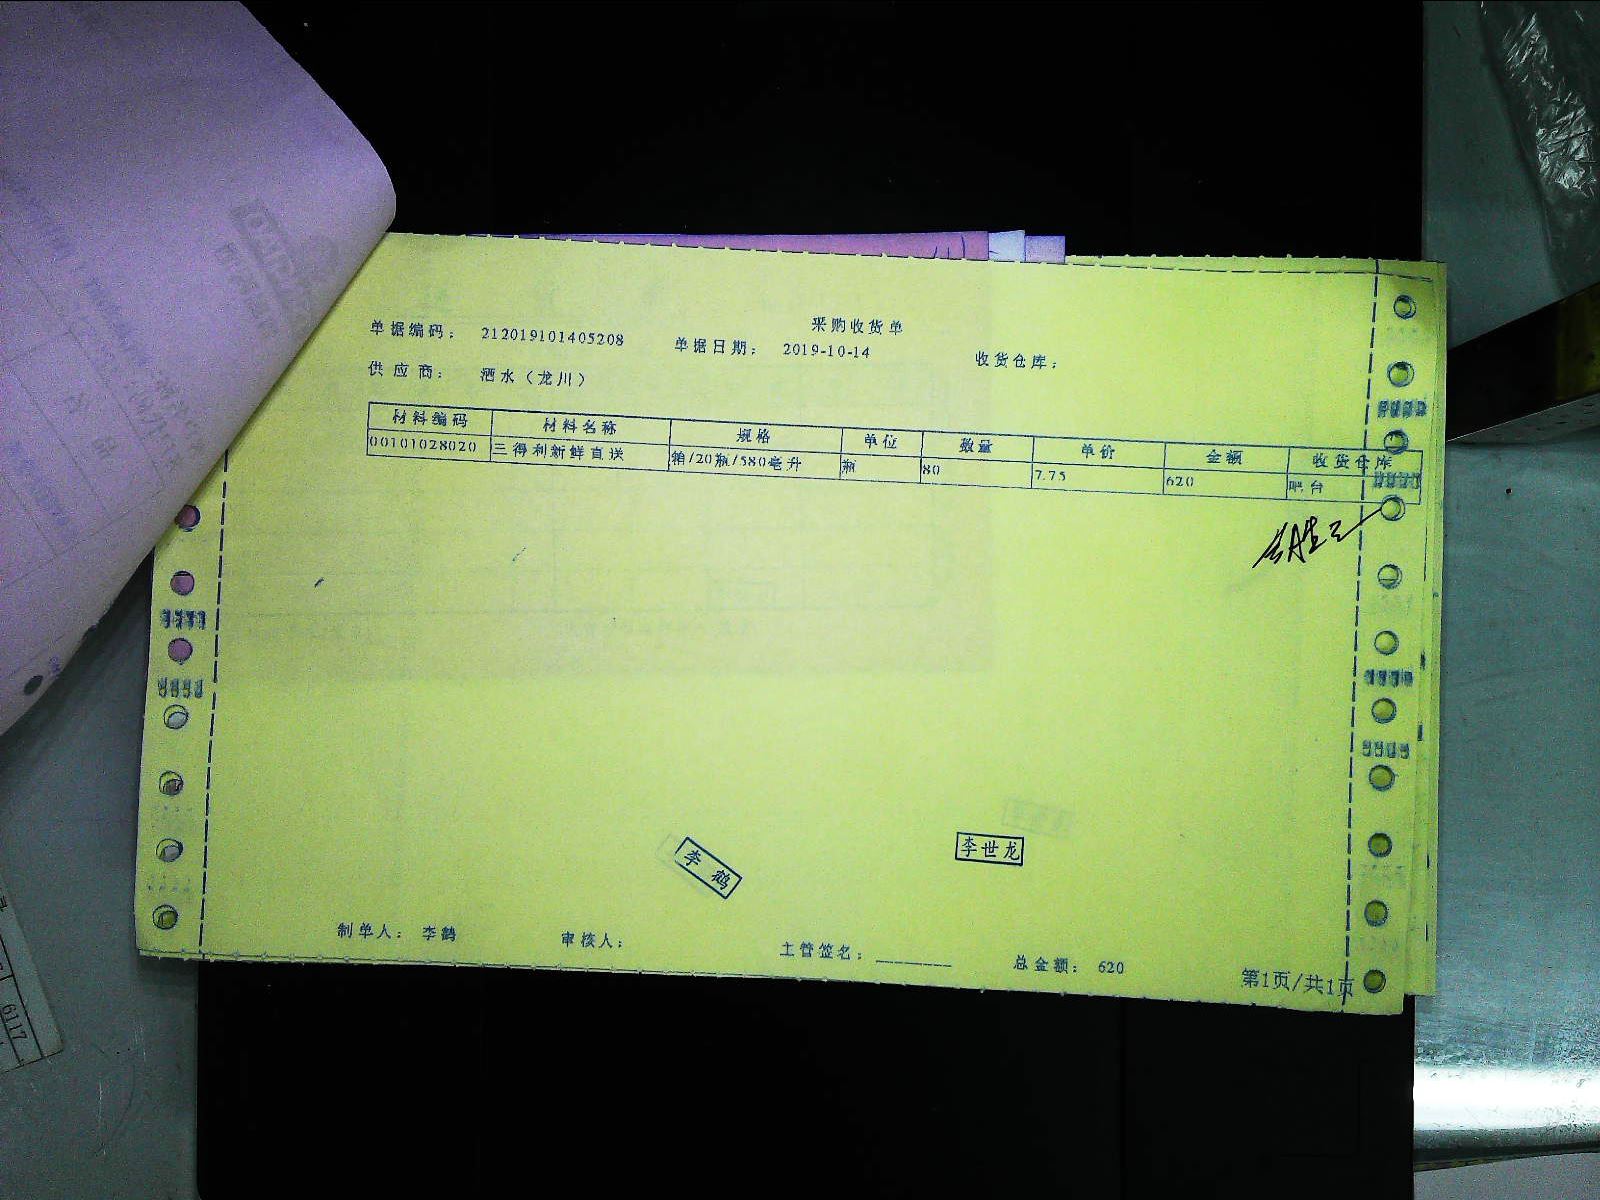 采购收货单
单据编码： 212019101405208 单据日期： 2019-10-14 收货仓库：
供应商： 洒水（龙川）
材料编码 材料名称 规格 单位 数量 单价 金额 收货仓库
00101028020 三得利新鲜直送 箱/20瓶/580毫升 瓶 80 7.75 620 吧台
李鹤
李世龙
制单人： 李鹤 审核人： 主管签名： 总金额： 620
第1页/共1页
6117